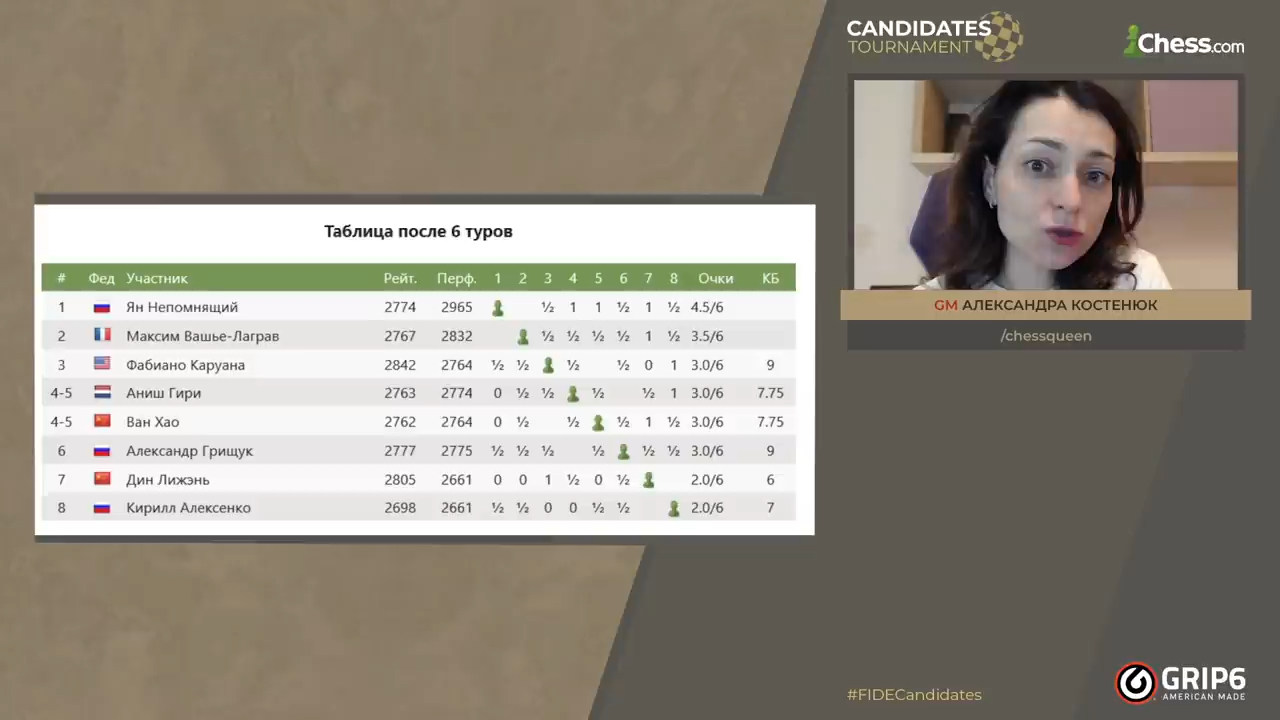 CANDIDATES
TOURNAMENT
Chess.com
Таблица после 6 туров
# Фед Участник Рейт. Перф. 1 2 3 4 5 6 7 8 Очки КБ
1 Ян Непомнящий 2774 2965 ½ 1 1 ½ 1 ½ 4.5/6
2 Максим Вашье-Лаграв 2767 2832 ½ ½ ½ ½ 1 ½ 3.5/6
3 Фабиано Каруана 2842 2764 ½ ½ ½ ½ 0 1 3.0/6 9
4-5 Аниш Гири 2763 2774 0 ½ ½ ½ ½ 1 3.0/6 7.75
4-5 Ван Хао 2762 2764 0 ½ ½ ½ 1 ½ 3.0/6 7.75
6 Александр Грищук 2777 2775 ½ ½ ½ ½ ½ ½ 3.0/6 9
7 Дин Лижэнь 2805 2661 0 0 1 ½ 0 ½ 2.0/6 6
8 Кирилл Алексенко 2698 2661 ½ ½ 0 0 ½ ½ 2.0/6 7
GM АЛЕКСАНДРА КОСТЕНЮК
/chessqueen
#FIDECandidates
GRIP6
AMERICAN MADE